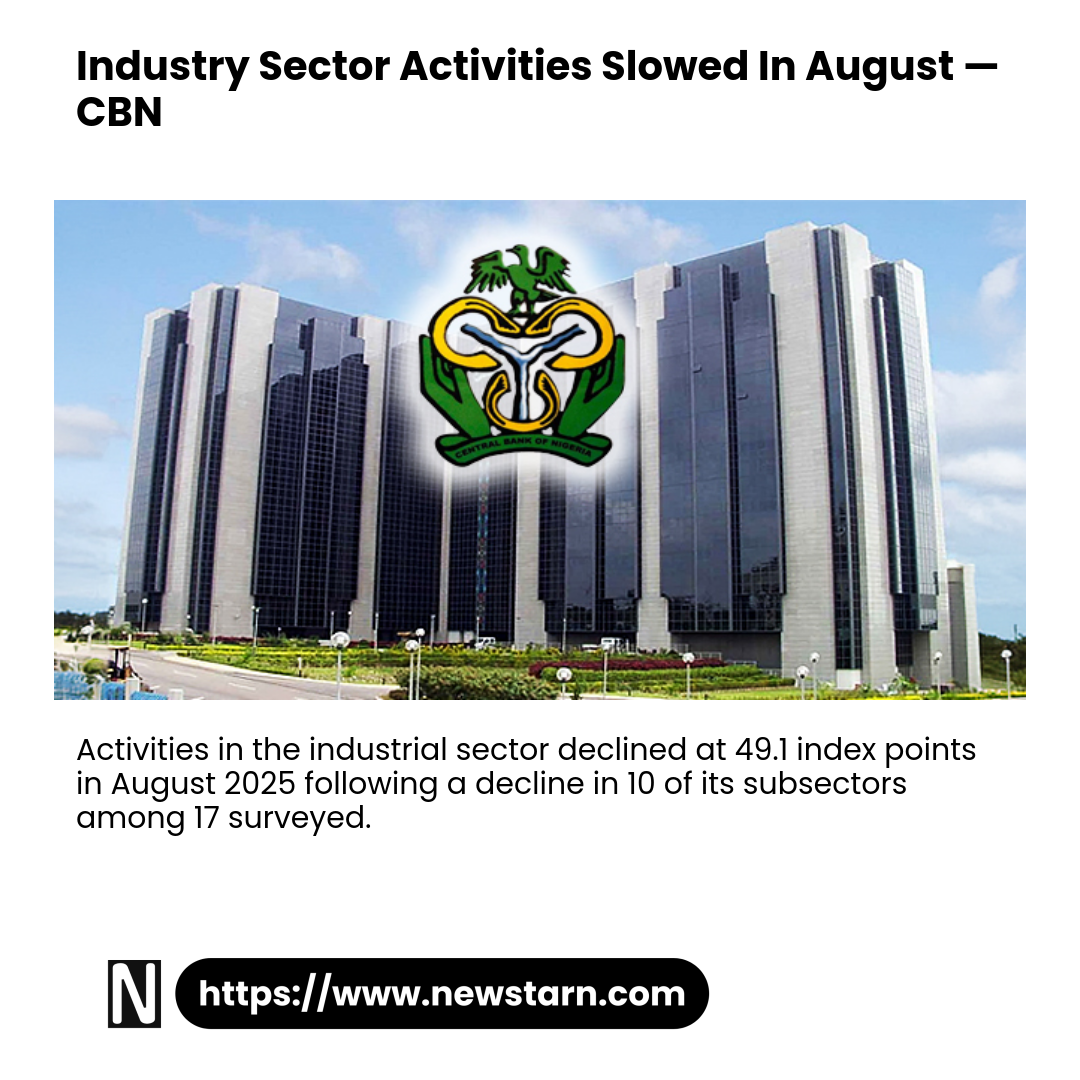 Industry Sector Activities Slowed In August —
CBN
CENTRAL BANK OF NIGERIA
Activities in the industrial sector declined at 49.1 index points
in August 2025 following a decline in 10 of its subsectors
among 17 surveyed.
N
https://www.newstarn.com